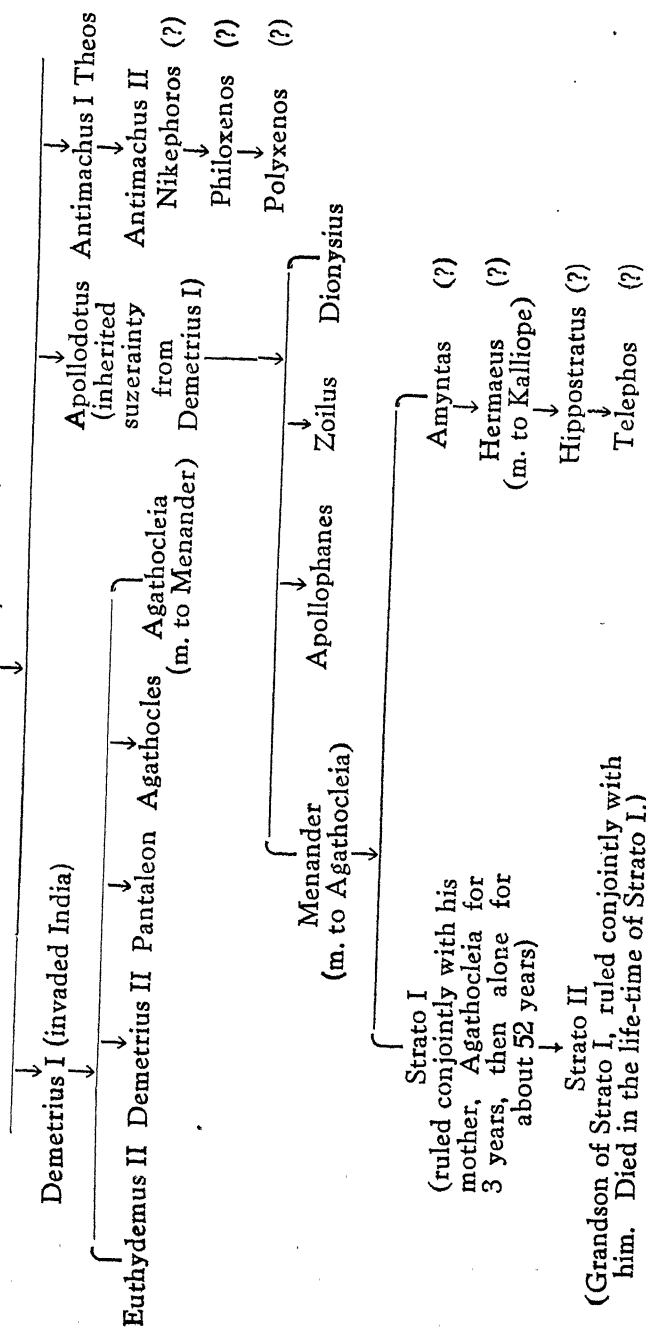 Demetrius I (invaded India)
Apollodotus
(inherited
suzerainty
from
Demetrius I)
Antimachus I Theos
Antimachus II
Nikephoros (?)
Philoxenos (?)
Polyxenos (?)
Euthydemus II Demetrius II Pantaleon Agathocles Agathocleia
(m. to Menander)
Menander
(m. to Agathocleia)
Apollophanes
Zoilus
Dionysius
Strato I
(ruled conjointly with his
mother, Agathocleia for
3 years, then alone for
about 52 years)
Strato II
(Grandson of Strato I, ruled conjointly with
him. Died in the life-time of Strato I.)
Amyntas (?)
Hermaeus (?)
(m. to Kalliope)
Hippostratus (?)
Telephos (?)